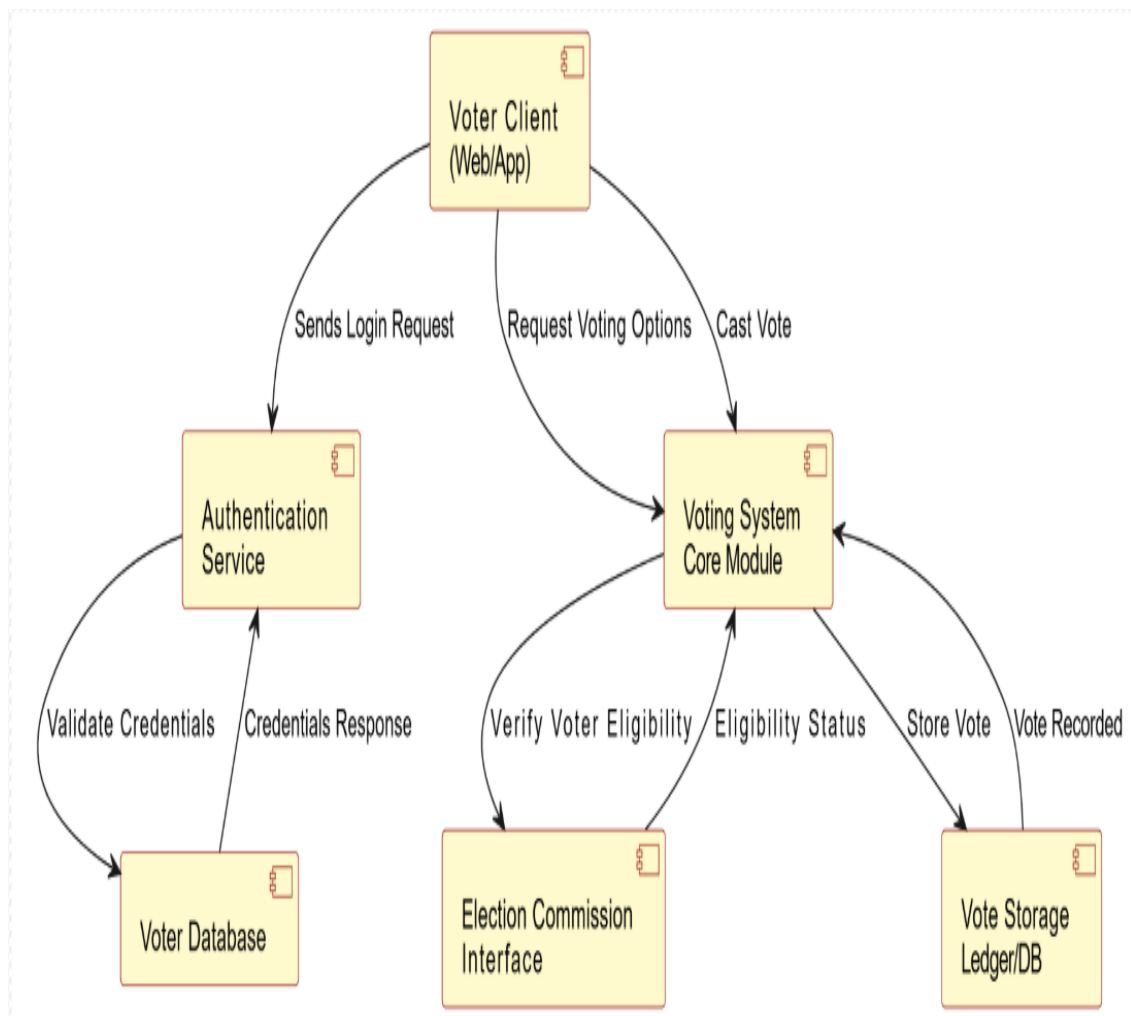 Voter Client
(Web/App)
Sends Login Request
Request Voting Options
Cast Vote
Authentication
Service
Voting System
Core Module
Validate Credentials
Credentials Response
Verify Voter Eligibility
Eligibility Status
Store Vote
Vote Recorded
Voter Database
Election Commission
Interface
Vote Storage
Ledger/DB